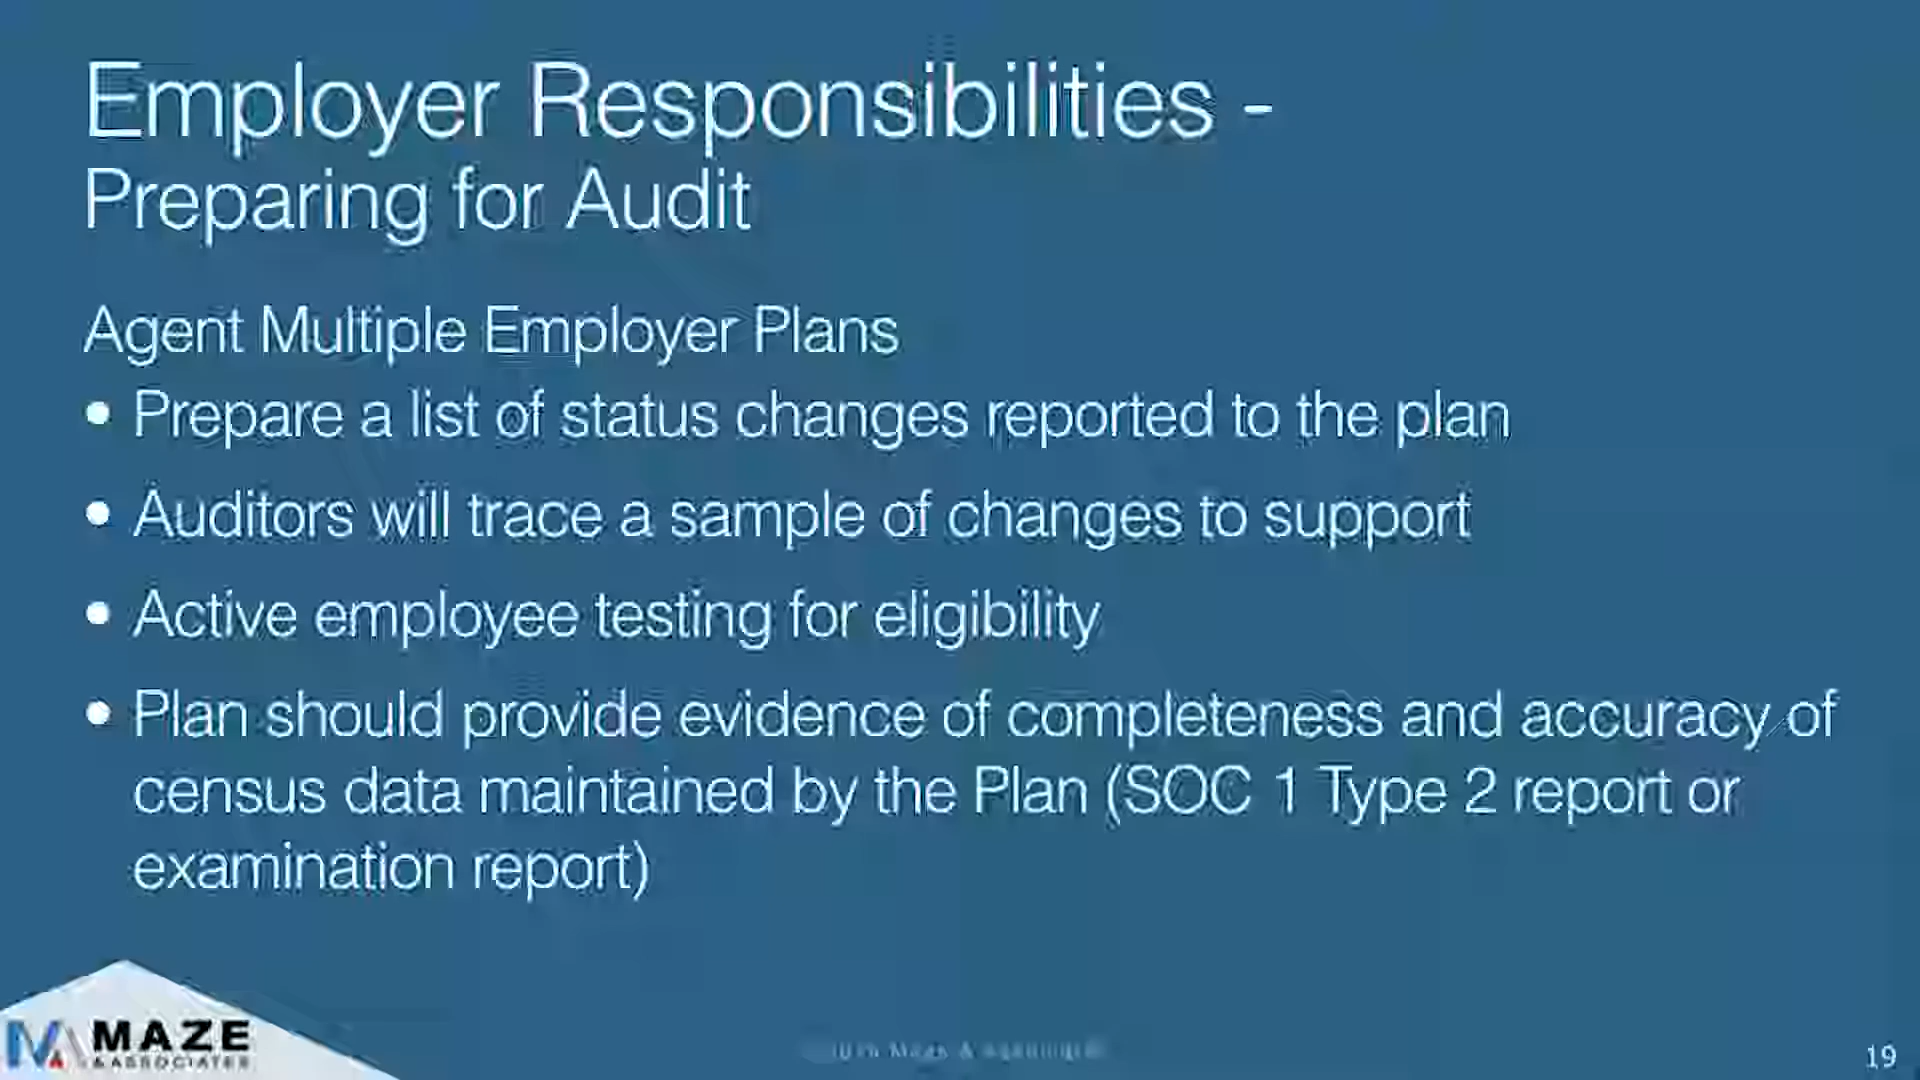 Employer Responsibilities -
Preparing for Audit
Agent Multiple Employer Plans
• Prepare a list of status changes reported to the plan
• Auditors will trace a sample of changes to support
• Active employee testing for eligibility
• Plan should provide evidence of completeness and accuracy of
census data maintained by the Plan (SOC 1 Type 2 report or
examination report)
MAZE
& ASSOCIATES
19